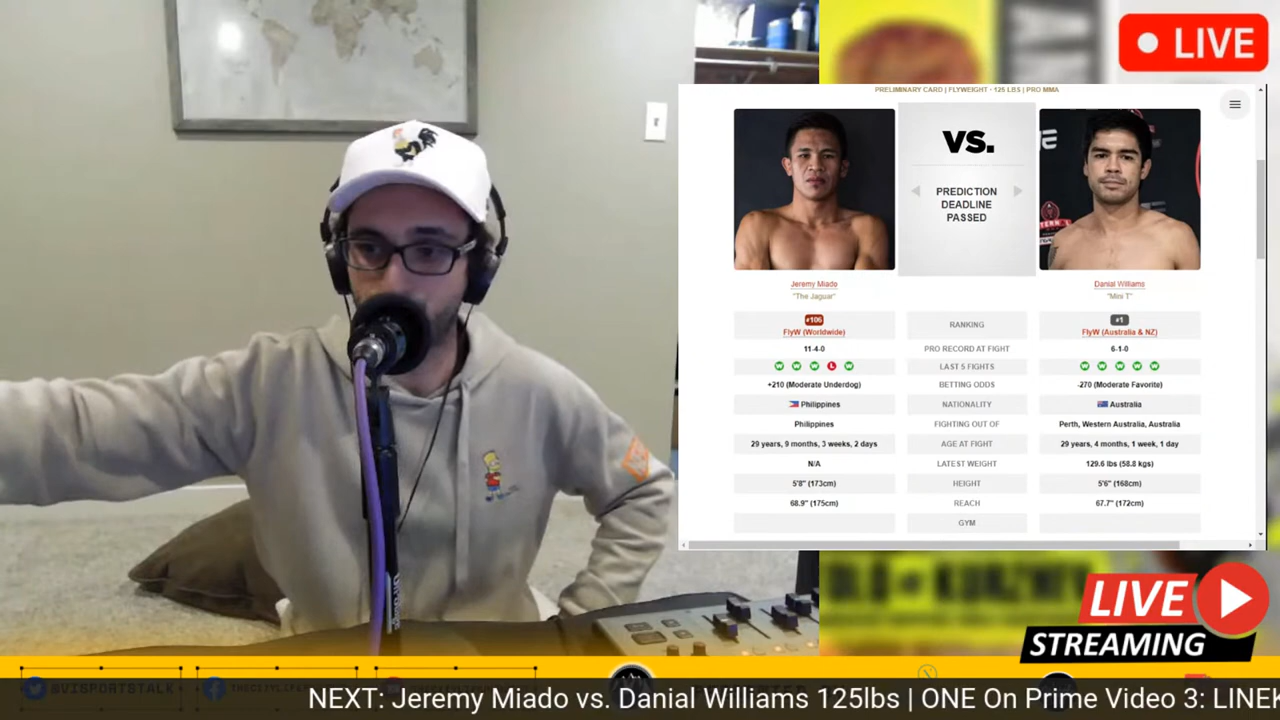 LIVE
PRELIMINARY CARD | FLYWEIGHT · 125 LBS | PRO MMA
VS.
PREDICTION
DEADLINE
PASSED
Jeremy Miado
"The Jaguar"
Danial Williams
"Mini T"
#106
FlyW (Worldwide)
RANKING
#1
FlyW (Australia & NZ)
11-4-0
PRO RECORD AT FIGHT
6-1-0
W W W L W
LAST 5 FIGHTS
W W W W W
+210 (Moderate Underdog)
BETTING ODDS
-270 (Moderate Favorite)
Philippines
NATIONALITY
Australia
Philippines
FIGHTING OUT OF
Perth, Western Australia, Australia
29 years, 9 months, 3 weeks, 2 days
AGE AT FIGHT
29 years, 4 months, 1 week, 1 day
N/A
LATEST WEIGHT
129.6 lbs (58.8 kgs)
5'8" (173cm)
HEIGHT
5'6" (168cm)
68.9" (175cm)
REACH
67.7" (172cm)
GYM
LIVE
STREAMING
@VISPORTSTALK
NEXT: Jeremy Miado vs. Danial Williams 125lbs | ONE On Prime Video 3: LINEK